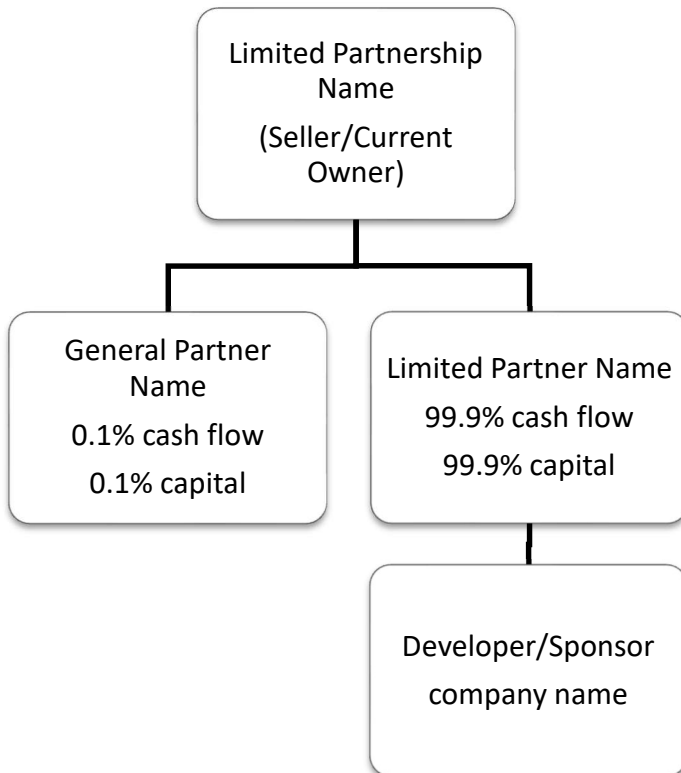 Limited Partnership
Name
(Seller/Current
Owner)
General Partner
Name
0.1% cash flow
0.1% capital
Limited Partner Name
99.9% cash flow
99.9% capital
Developer/Sponsor
company name